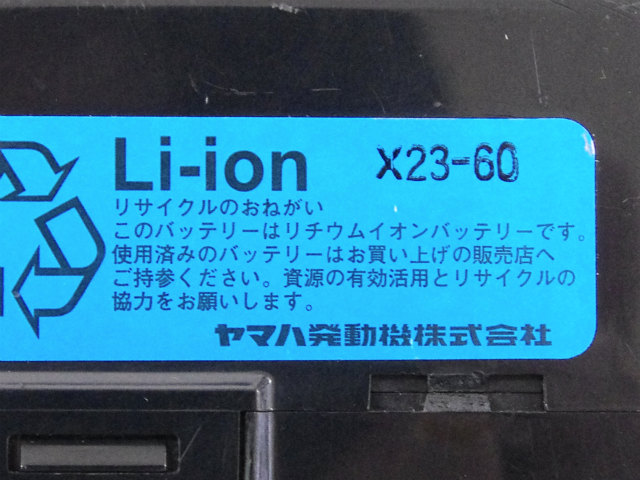 Li-ion X23-60
リサイクルのおねがい
このバッテリーはリチウムイオンバッテリーです。
使用済みのバッテリーはお買い上げの販売店へ
ご持参ください。資源の有効活用とリサイクルの
協力をお願いします。
ヤマハ発動機株式会社